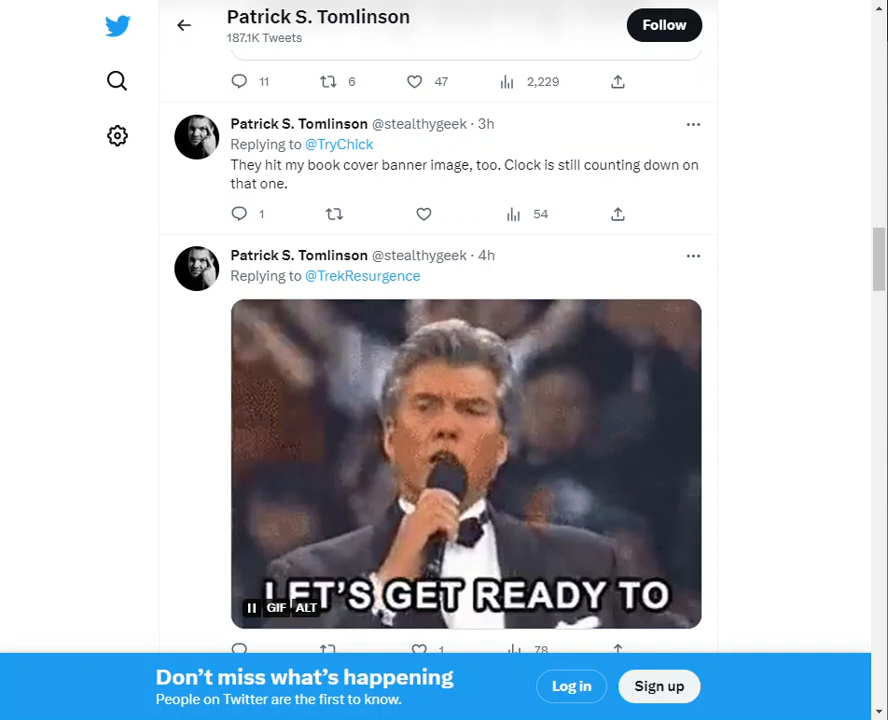 Patrick S. Tomlinson
187.1K Tweets
Follow
11 6 47 2,229
Patrick S. Tomlinson @stealthygeek · 3h
Replying to @TryChick
They hit my book cover banner image, too. Clock is still counting down on
that one.
1 54
Patrick S. Tomlinson @stealthygeek · 4h
Replying to @TrekResurgence
LET'S GET READY TO
GIF ALT
1 78
Don't miss what's happening
People on Twitter are the first to know.
Log in
Sign up